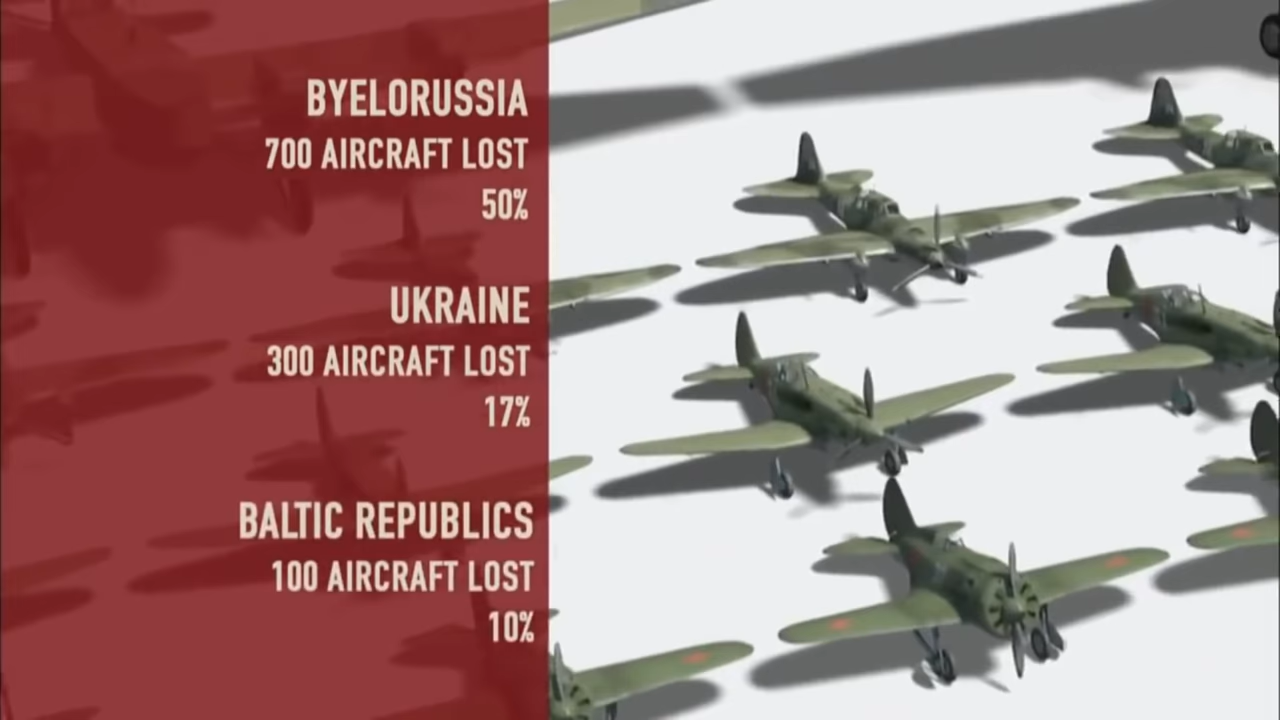 BYELORUSSIA
700 AIRCRAFT LOST
50%
UKRAINE
300 AIRCRAFT LOST
17%
BALTIC REPUBLICS
100 AIRCRAFT LOST
10%